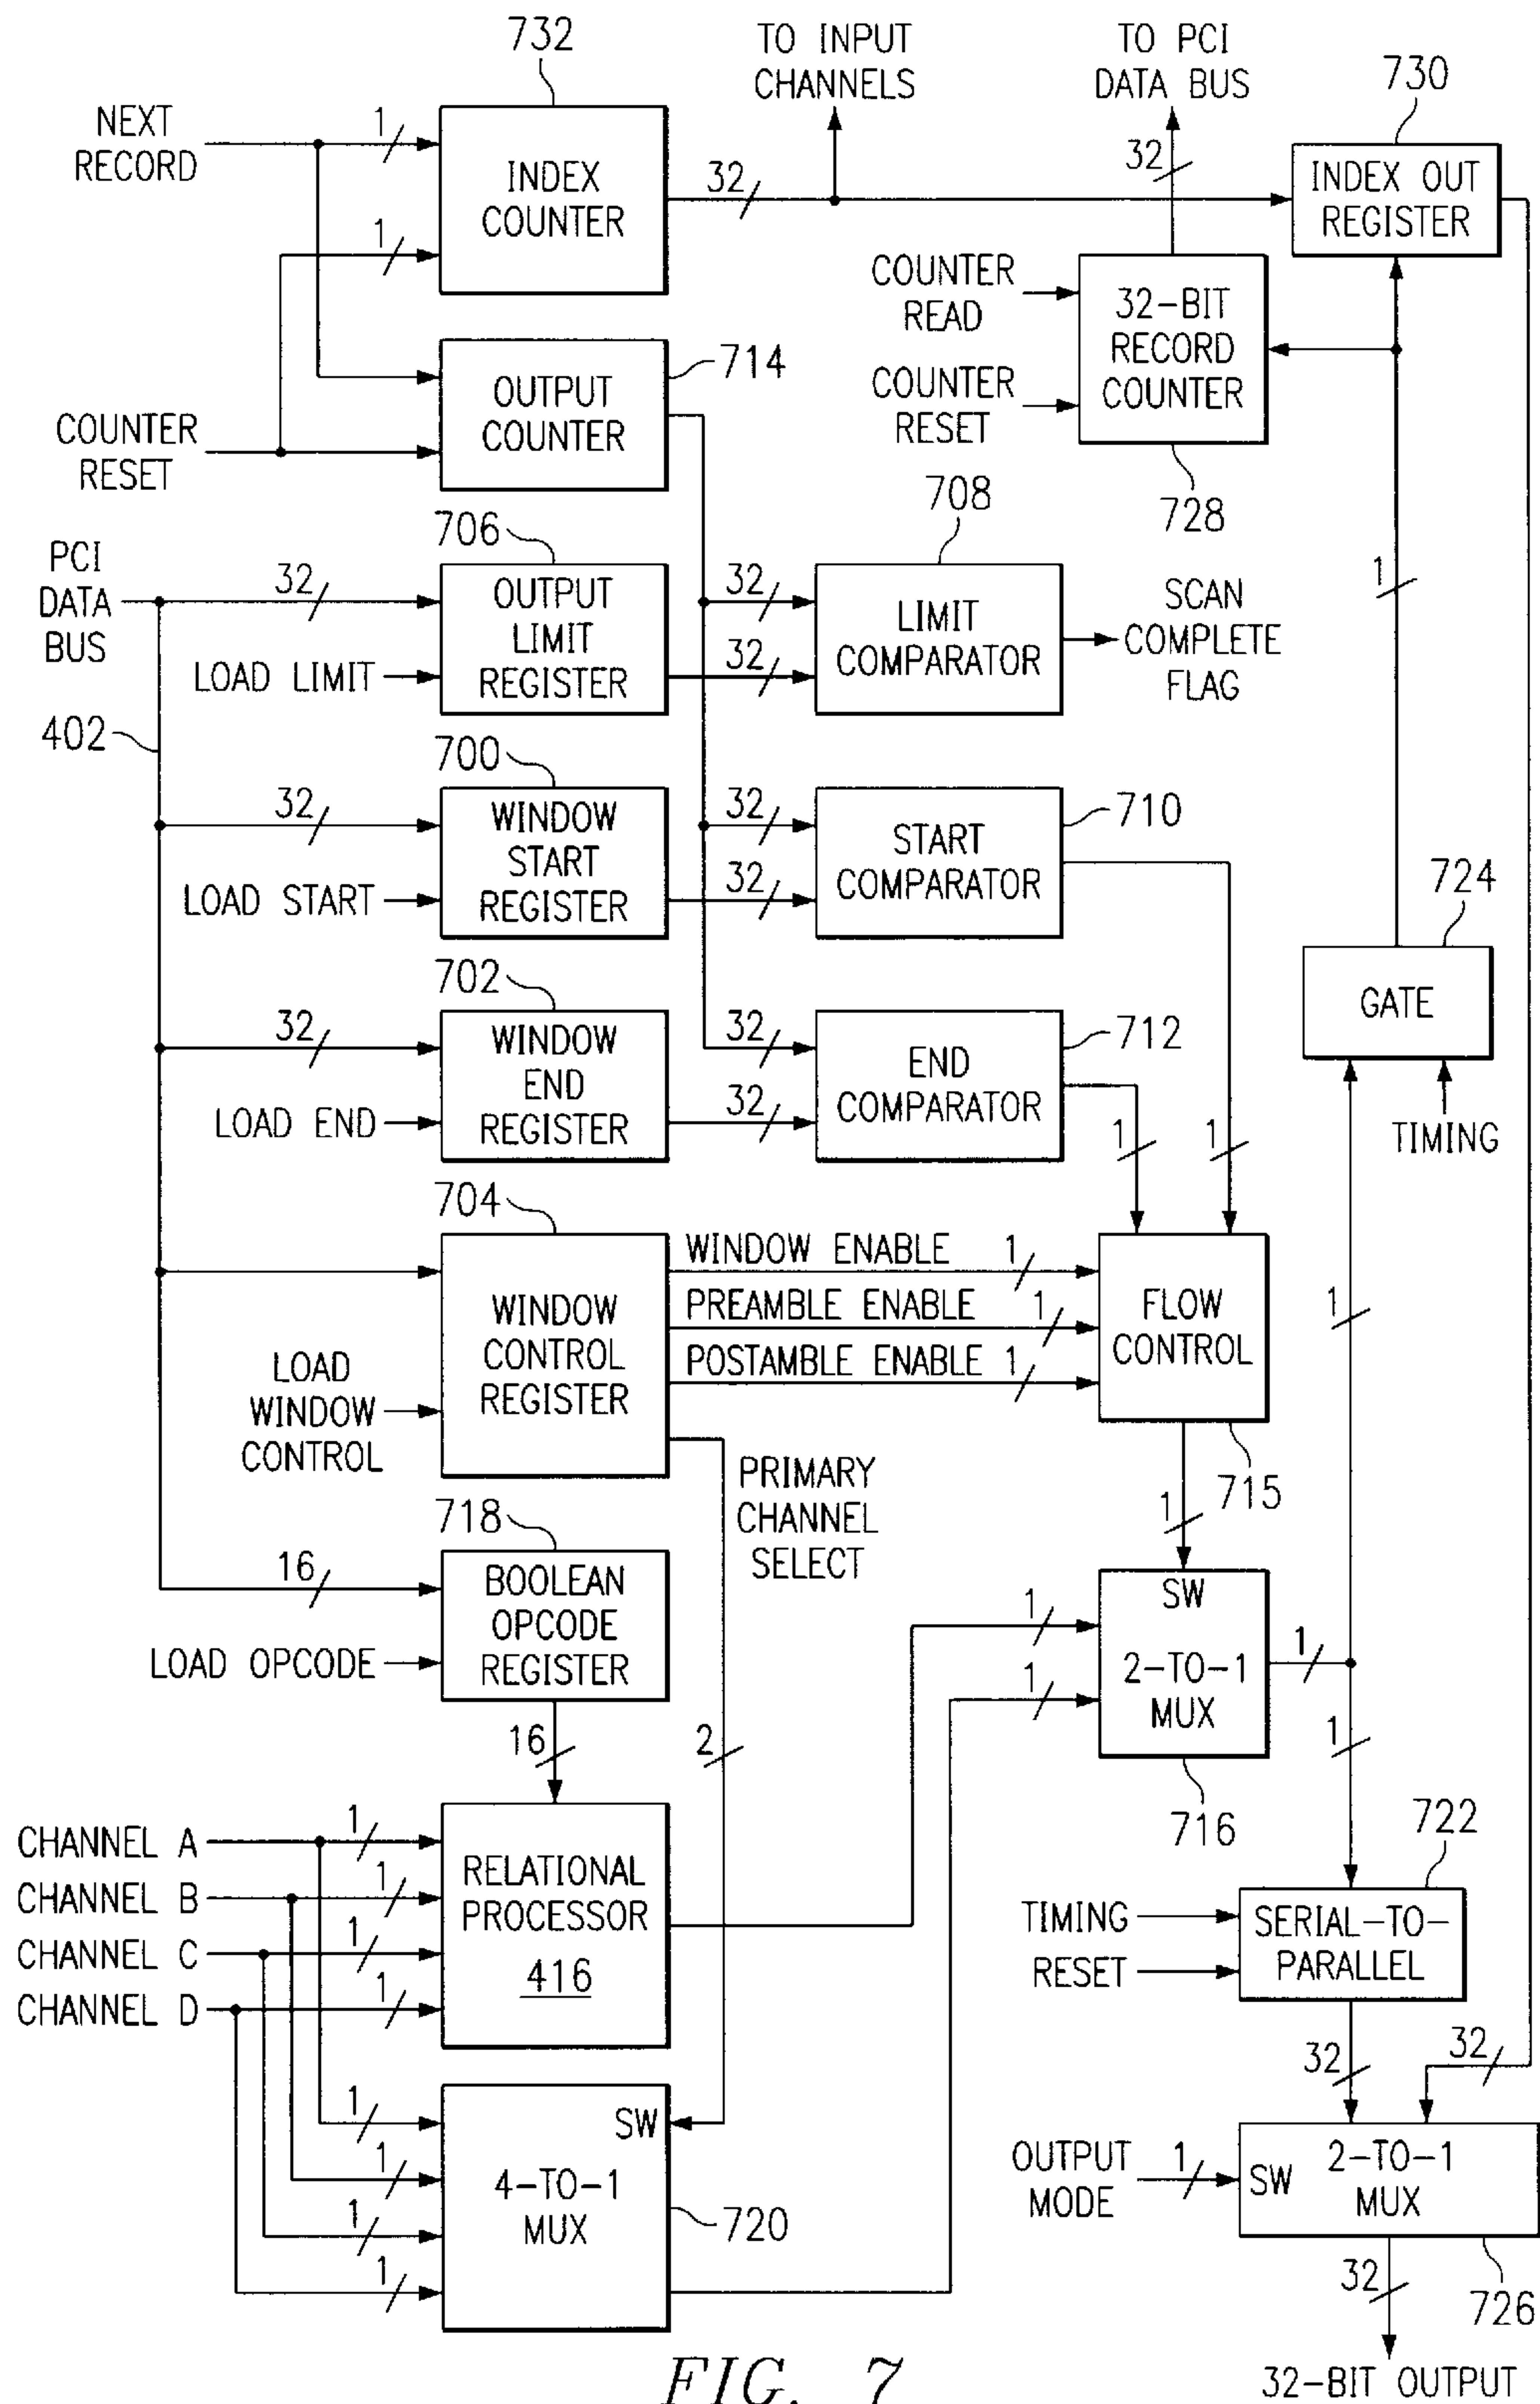 732
TO INPUT
CHANNELS
TO PCI
DATA BUS
730
NEXT
RECORD
1
INDEX
COUNTER
32
32
INDEX OUT
REGISTER
1
COUNTER
READ
32-BIT
RECORD
COUNTER
714
OUTPUT
COUNTER
COUNTER
RESET
COUNTER
RESET
728
708
706
PCI
DATA
BUS
32
OUTPUT
LIMIT
REGISTER
32
32
LIMIT
COMPARATOR
SCAN
COMPLETE
FLAG
1
LOAD LIMIT
402
700
32
WINDOW
START
REGISTER
32
32
START
COMPARATOR
710
LOAD START
724
GATE
TIMING
702
32
WINDOW
END
REGISTER
32
32
END
COMPARATOR
712
LOAD END
1
1
704
WINDOW
CONTROL
REGISTER
WINDOW ENABLE 1
PREAMBLE ENABLE 1
POSTAMBLE ENABLE 1
FLOW
CONTROL
1
LOAD
WINDOW
CONTROL
PRIMARY
CHANNEL
SELECT
715
1
718
16
BOOLEAN
OPCODE
REGISTER
LOAD OPCODE
SW
2-TO-1
MUX
1
1
1
716
16
2
1
722
CHANNEL A
1
CHANNEL B
1
CHANNEL C
1
CHANNEL D
1
RELATIONAL
PROCESSOR
416
TIMING
RESET
SERIAL-TO-
PARALLEL
32
32
1
1
1
1
SW
4-TO-1
MUX
720
OUTPUT
MODE
1
SW
2-TO-1
MUX
726
32
32-BIT OUTPUT
FIG. 7